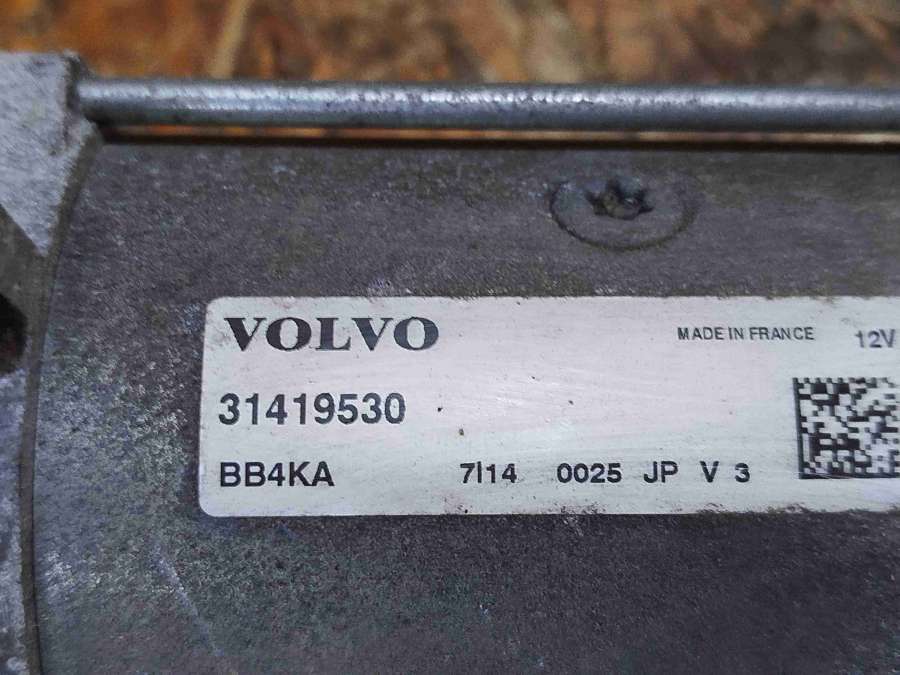 VOLVO MADE IN FRANCE 12V
31419530
BB4KA 7I14 0025 JP V 3